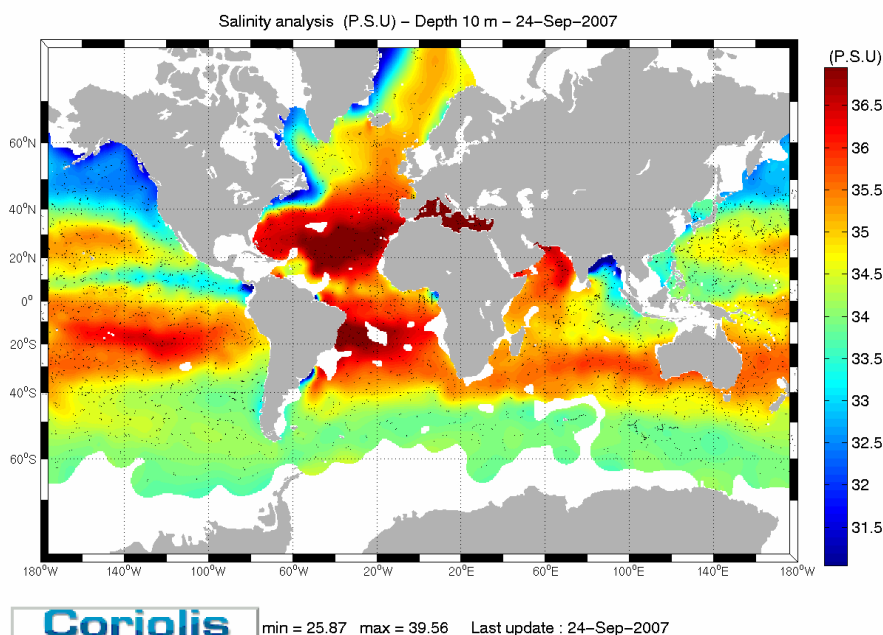 Salinity analysis (P.S.U) – Depth 10 m – 24–Sep–2007
(P.S.U)
36.5
36
35.5
35
34.5
34
33.5
33
32.5
32
31.5
60°N
40°N
20°N
0°
20°S
40°S
60°S
180°W 140°W 100°W 60°W 20°W 20°E 60°E 100°E 140°E 180°W
Coriolis
min = 25.87 max = 39.56 Last update : 24–Sep–2007